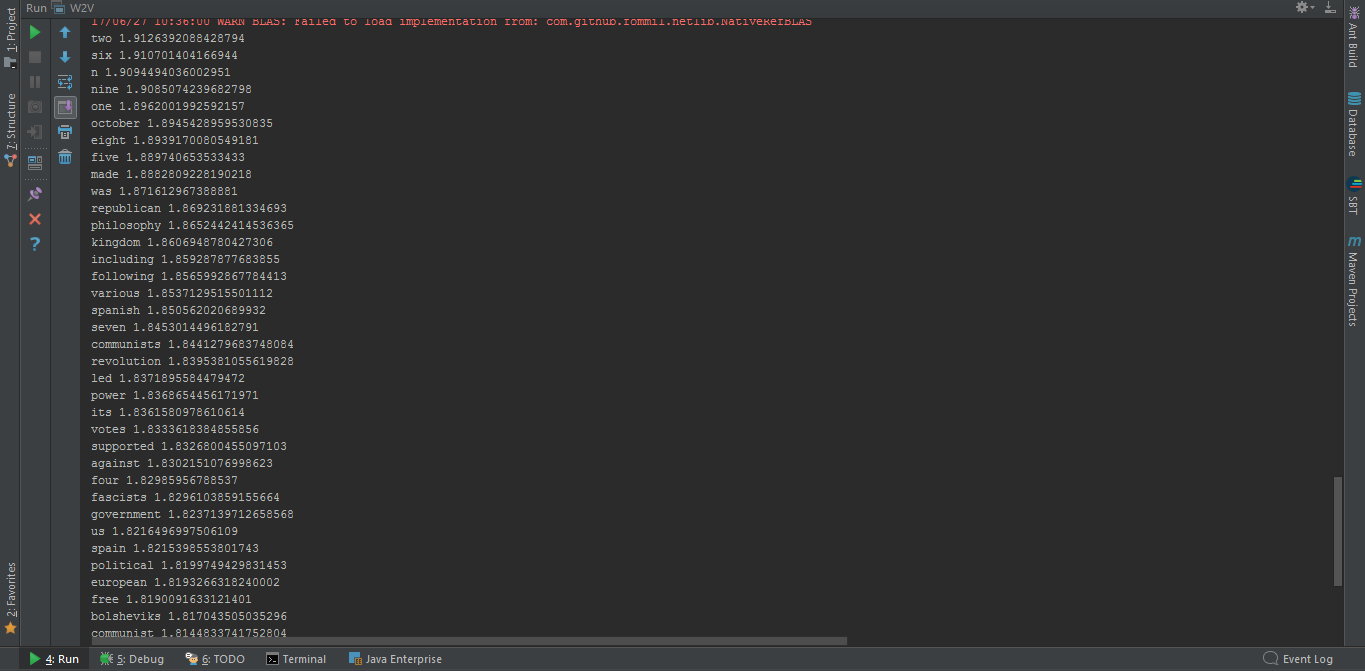 Run W2V
1: Project
7: Structure
2: Favorites
17/06/27 10:36:00 WARN BLAS: Failed to load implementation from: com.github.fommil.netlib.NativeRefBLAS
two 1.9126392088428794
six 1.910701404166944
n 1.9094494036002951
nine 1.9085074239682798
one 1.8962001992592157
october 1.8945428959530835
eight 1.8939170080549181
five 1.889740653533433
made 1.8882809228190218
was 1.871612967388881
republican 1.869231881334693
philosophy 1.8652442414536365
kingdom 1.8606948780427306
including 1.859287877683855
following 1.8565992867784413
various 1.8537129515501112
spanish 1.850562020689932
seven 1.8453014496182791
communists 1.8441279683748084
revolution 1.8395381055619828
led 1.8371895584479472
power 1.8368654456171971
its 1.8361580978610614
votes 1.8333618384855856
supported 1.8326800455097103
against 1.8302151076998623
four 1.82985956788537
fascists 1.8296103859155664
government 1.8237139712658568
us 1.8216496997506109
spain 1.8215398553801743
political 1.8199749429831453
european 1.8193266318240002
free 1.8190091633121401
bolsheviks 1.817043505035296
communist 1.8144833741752804
Ant Build
Database
SBT
m Maven Projects
4: Run 5: Debug 6: TODO Terminal Java Enterprise Event Log